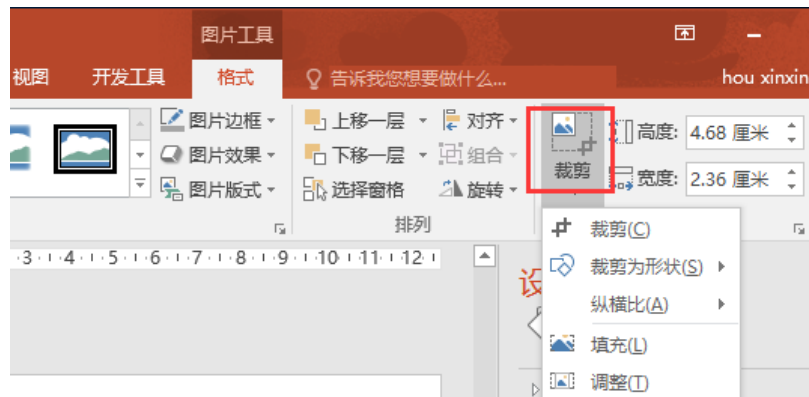 图片工具
视图 开发工具 格式 告诉我您想要做什么... hou xinxin
图片边框 上移一层 对齐 高度: 4.68 厘米
图片效果 下移一层 组合 裁剪 宽度: 2.36 厘米
图片版式 选择窗格 旋转
排列
3 4 5 6 7 8 9 10 11 12
裁剪(C)
裁剪为形状(S)
纵横比(A)
填充(L)
调整(T)
设